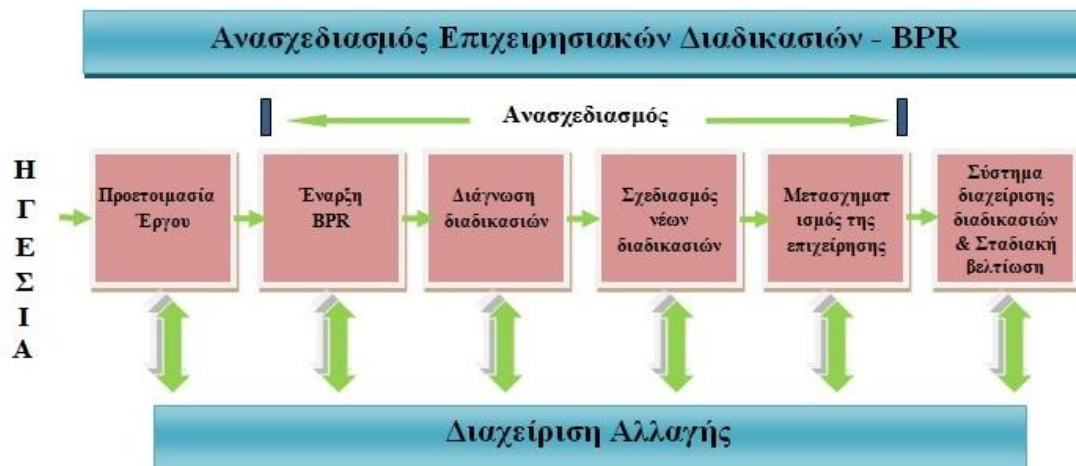 Ανασχεδιασμός Επιχειρησιακών Διαδικασιών - BPR
Ανασχεδιασμός
ΗΓΕΣΙΑ
Προετοιμασία
Έργου
Έναρξη
BPR
Διάγνωση
διαδικασιών
Σχεδιασμός
νέων
διαδικασιών
Μετασχηματ
ισμός της
επιχείρησης
Σύστημα
διαχείρισης
διαδικασιών
& Σταδιακή
βελτίωση
Διαχείριση Αλλαγής